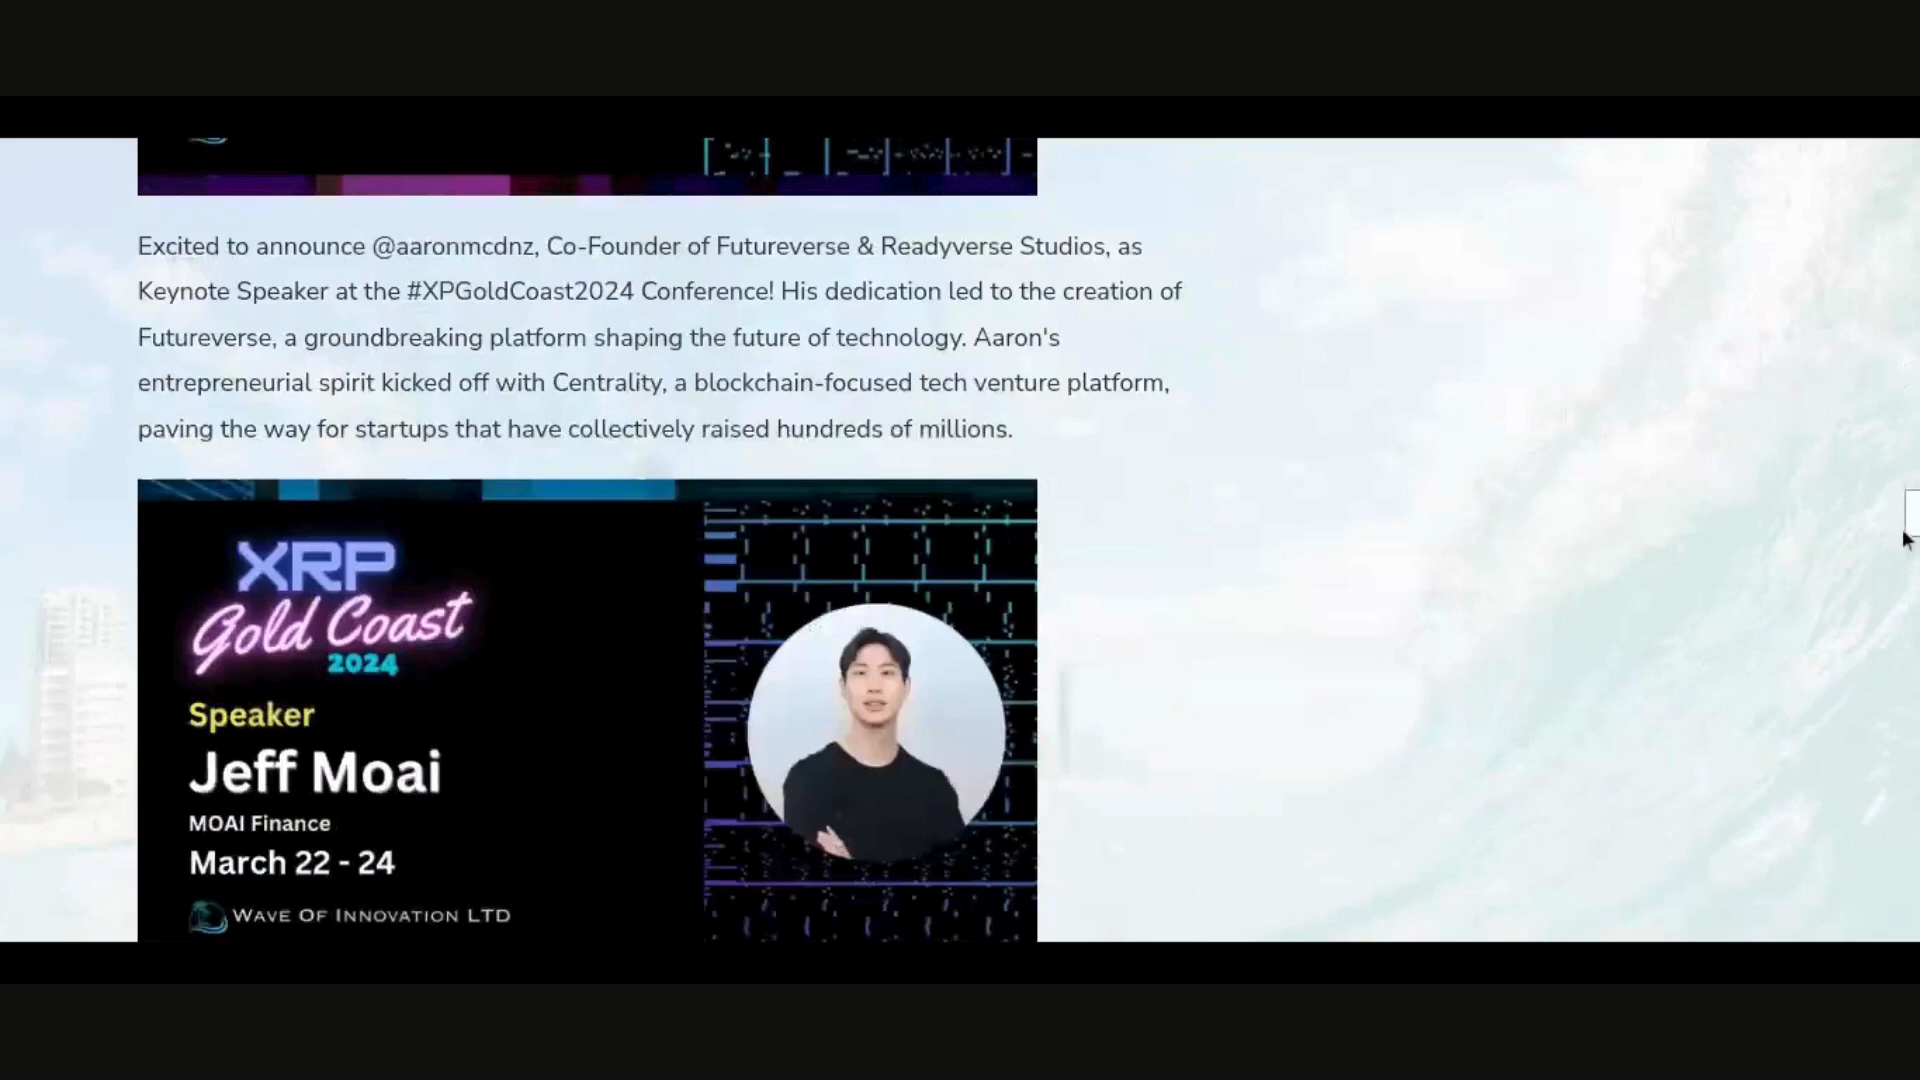 Excited to announce @aaronmcdnz, Co-Founder of Futureverse & Readyverse Studios, as
Keynote Speaker at the #XPGoldCoast2024 Conference! His dedication led to the creation of
Futureverse, a groundbreaking platform shaping the future of technology. Aaron's
entrepreneurial spirit kicked off with Centrality, a blockchain-focused tech venture platform,
paving the way for startups that have collectively raised hundreds of millions.
XRP
Gold Coast
2024
Speaker
Jeff Moai
MOAI Finance
March 22 - 24
WAVE OF INNOVATION LTD